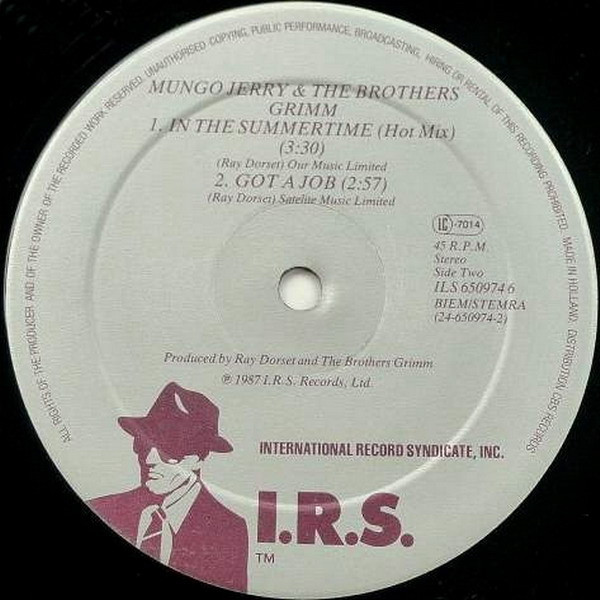 ALL RIGHTS OF THE PRODUCER AND OF THE OWNER OF THE RECORDED WORK RESERVED. UNAUTHORISED COPYING, PUBLIC PERFORMANCE, BROADCASTING, HIRING OR RENTAL OF THIS RECORDING PROHIBITED. MADE IN HOLLAND. DISTRIBUTION CBS RECORDS
MUNGO JERRY & THE BROTHERS
GRIMM
1. IN THE SUMMERTIME (Hot Mix)
(3:30)
(Ray Dorset) Our Music Limited
2. GOT A JOB (2:57)
(Ray Dorset) Satelite Music Limited
LC-7014
45 R.P.M.
Stereo
Side Two
ILS 650974 6
BIEM/STEMRA
(24-650974-2)
Produced by Ray Dorset and The Brothers Grimm
℗ 1987 I.R.S. Records, Ltd.
INTERNATIONAL RECORD SYNDICATE, INC.
I.R.S.
TM